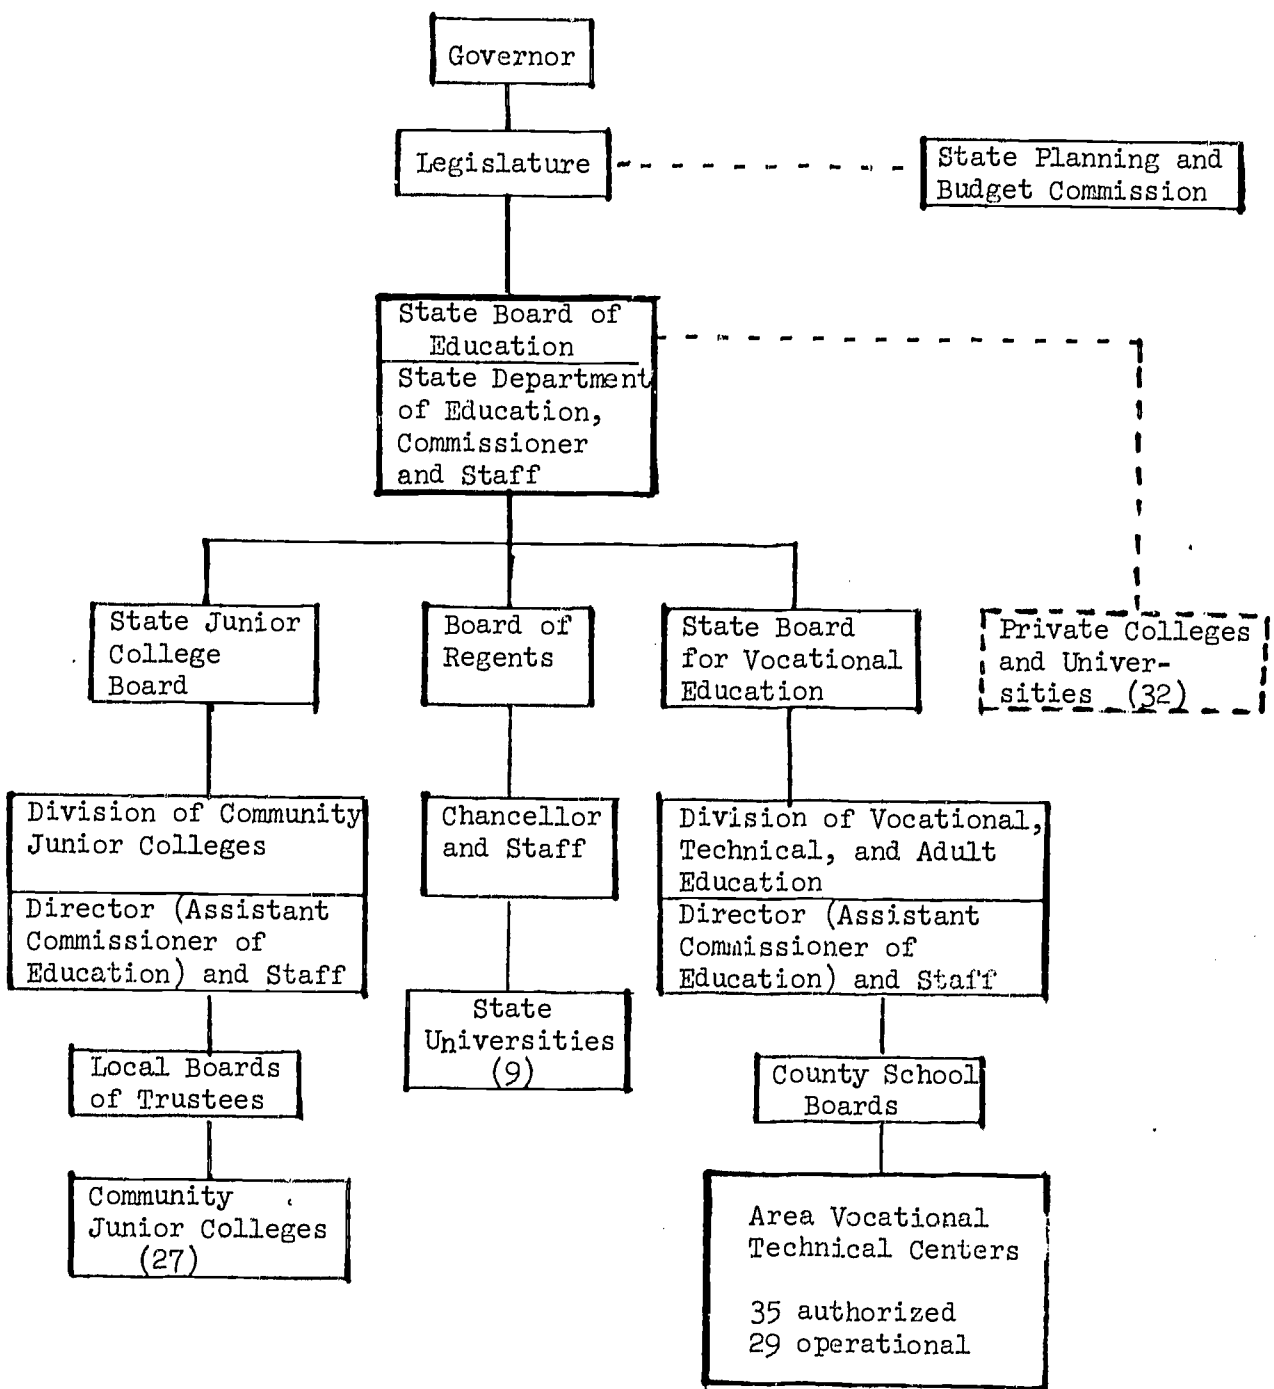 Governor
Legislature
State Planning and
Budget Commission
State Board of
Education
State Department
of Education,
Commissioner
and Staff
State Junior
College
Board
Board of
Regents
State Board
for Vocational
Education
Private Colleges
and Univer-
sities (32)
Division of Community
Junior Colleges
Director (Assistant
Commissioner of
Education) and Staff
Chancellor
and Staff
Division of Vocational,
Technical, and Adult
Education
Director (Assistant
Commissioner of
Education) and Staff
State
Universities
(9)
Local Boards
of Trustees
County School
Boards
Community
Junior Colleges
(27)
Area Vocational
Technical Centers
35 authorized
29 operational